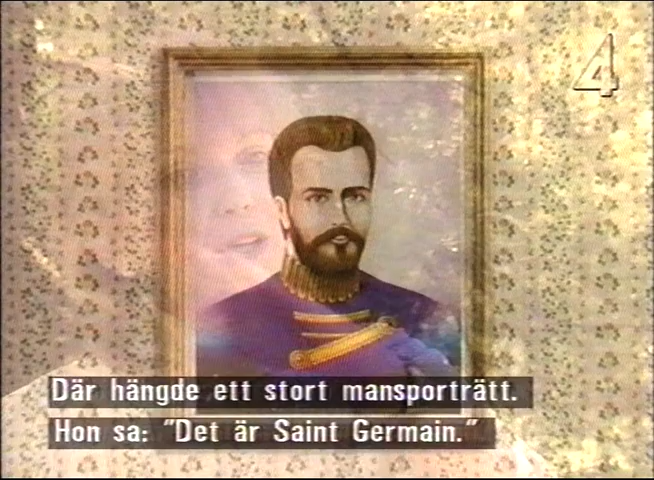 4
Där hängde ett stort mansporträtt.
Hon sa: "Det är Saint Germain."